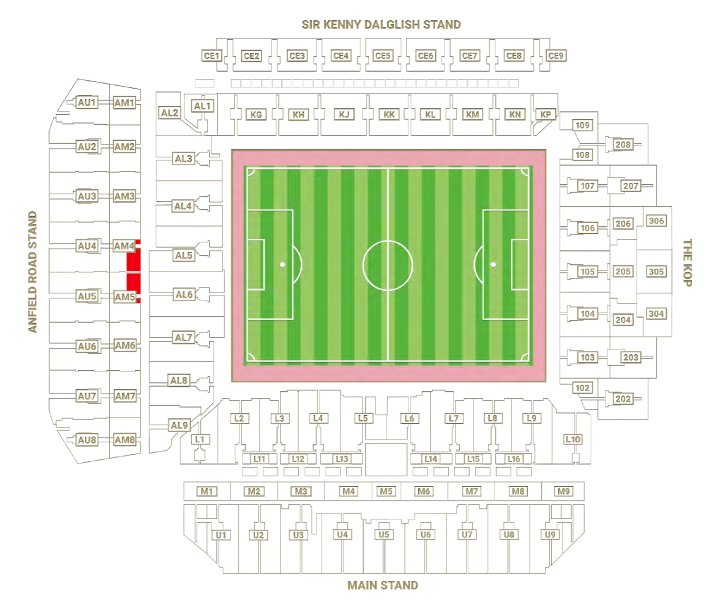 SIR KENNY DALGLISH STAND
CE1 CE2 CE3 CE4 CE5 CE6 CE7 CE8 CE9
AU1 AM1 AL2 AL1 KG KH KJ KK KL KM KN KP
109
AU2 AM2 AL3 108 208
AU3 AM3 AL4 107 207
AU4 AM4 AL5 106 206 306
AU5 AM5 AL6 105 205 305
104 204 304
AU6 AM6 AL7 103 203
AU7 AM7 AL8 102 202
AU8 AM8 AL9
ANFIELD ROAD STAND
THE KOP
L1 L2 L3 L4 L5 L6 L7 L8 L9 L10
L11 L12 L13 L14 L15 L16
M1 M2 M3 M4 M5 M6 M7 M8 M9
U1 U2 U3 U4 U5 U6 U7 U8 U9
MAIN STAND